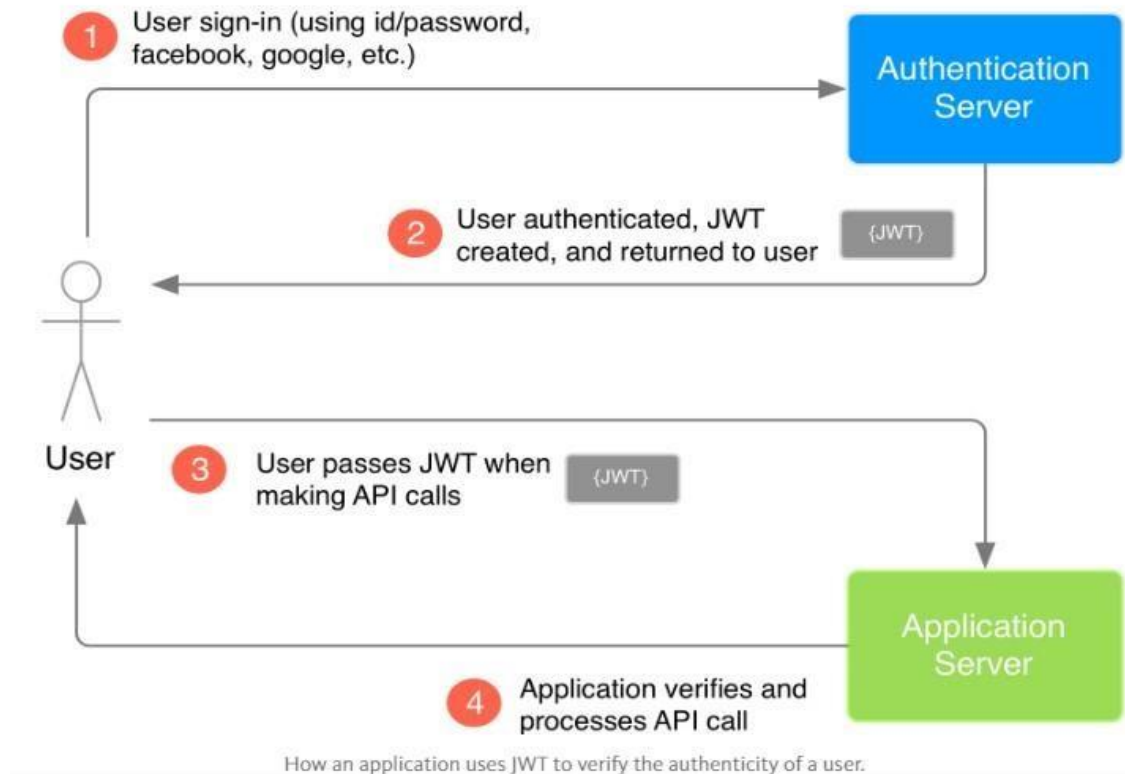 1
User sign-in (using id/password,
facebook, google, etc.)
Authentication
Server
2
User authenticated, JWT
created, and returned to user
{JWT}
User
3
User passes JWT when
making API calls
{JWT}
Application
Server
4
Application verifies and
processes API call
How an application uses JWT to verify the authenticity of a user.